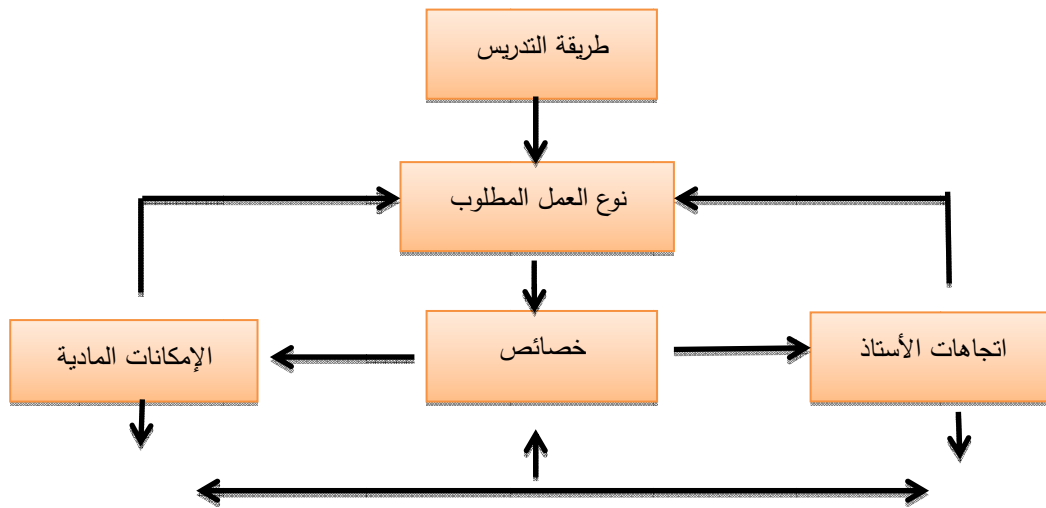 طريقة التدريس
نوع العمل المطلوب
اتجاهات الأستاذ
خصائص
الإمكانات المادية